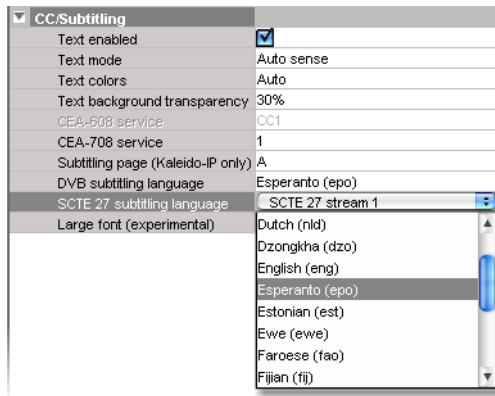 CC/Subtitling
Text enabled
Text mode Auto sense
Text colors Auto
Text background transparency 30%
CEA-608 service CC1
CEA-708 service 1
Subtitling page (Kaleido-IP only) A
DVB subtitling language Esperanto (epo)
SCTE 27 subtitling language SCTE 27 stream 1
Large font (experimental) Dutch (nld)
Dzongkha (dzo)
English (eng)
Esperanto (epo)
Estonian (est)
Ewe (ewe)
Faroese (fao)
Fijian (fij)